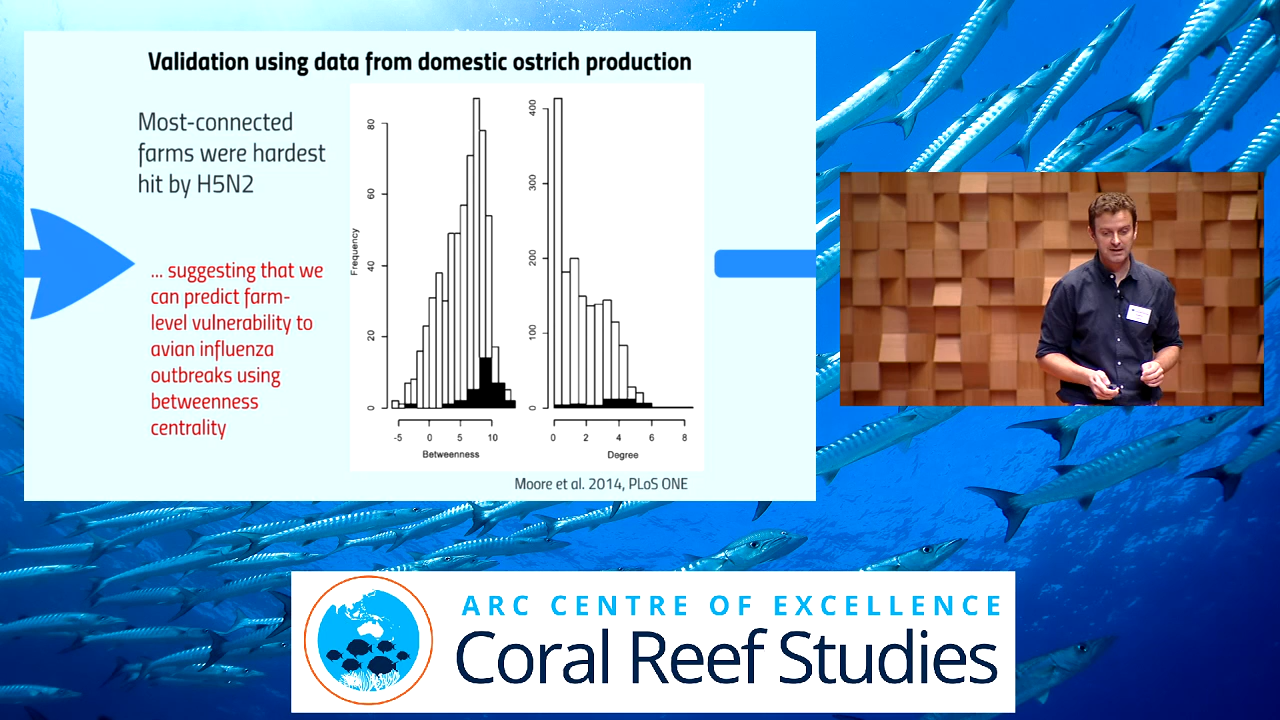 Validation using data from domestic ostrich production
Most-connected
farms were hardest
hit by H5N2
... suggesting that we
can predict farm-
level vulnerability to
avian influenza
outbreaks using
betweenness
centrality
Frequency
80
60
40
20
0
-5 0 5 10
Betweenness
400
300
200
100
0
0 2 4 6 8
Degree
Moore et al. 2014, PLoS ONE
ARC CENTRE OF EXCELLENCE
Coral Reef Studies